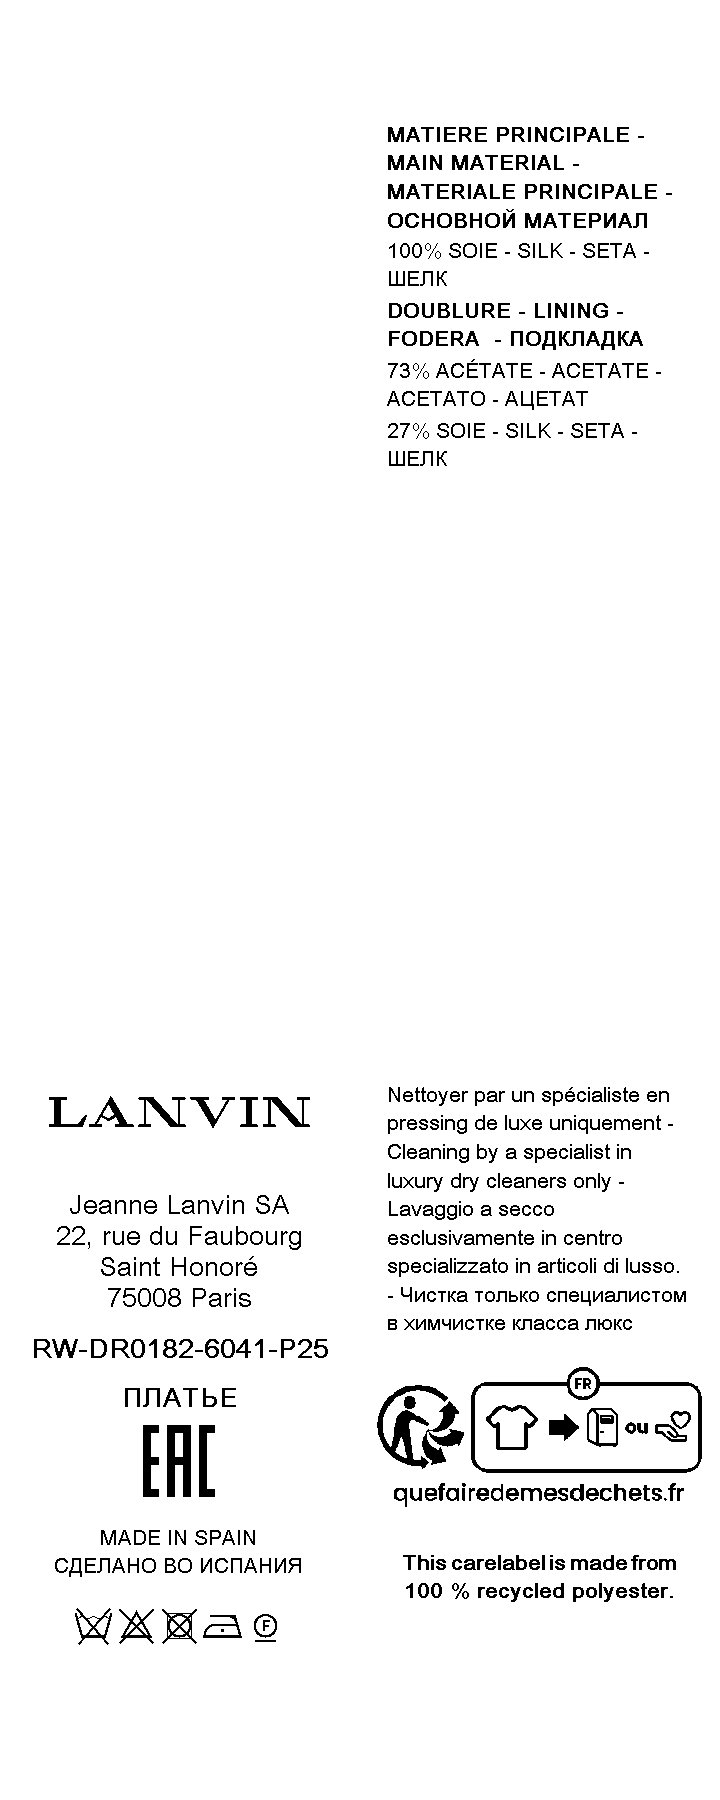 MATIERE PRINCIPALE -
MAIN MATERIAL -
MATERIALE PRINCIPALE -
ОСНОВНОЙ МАТЕРИАЛ
100% SOIE - SILK - SETA -
ШЕЛК
DOUBLURE - LINING -
FODERA - ПОДКЛАДКА
73% ACÉTATE - ACETATE -
ACETATO - АЦЕТАТ
27% SOIE - SILK - SETA -
ШЕЛК
LANVIN
Jeanne Lanvin SA
22, rue du Faubourg
Saint Honoré
75008 Paris
RW-DR0182-6041-P25
ПЛАТЬЕ
EAC
MADE IN SPAIN
СДЕЛАНО ВО ИСПАНИЯ
F
Nettoyer par un spécialiste en
pressing de luxe uniquement -
Cleaning by a specialist in
luxury dry cleaners only -
Lavaggio a secco
esclusivamente in centro
specializzato in articoli di lusso.
- Чистка только специалистом
в химчистке класса люкс
FR
ou
quefairedemesdechets.fr
This carelabel is made from
100 % recycled polyester.